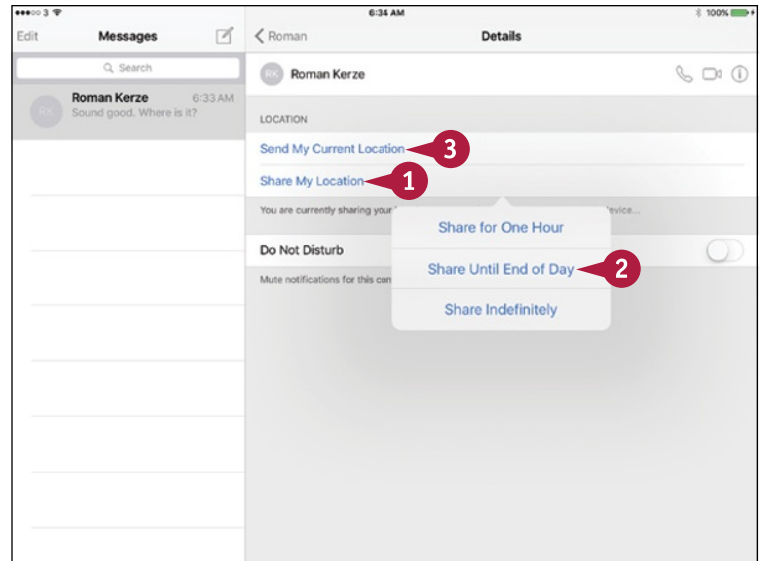 3 6:34 AM 100%
Edit Messages
Search
RK Roman Kerze 6:33 AM
Sound good. Where is it?
Roman Details
RK Roman Kerze
LOCATION
Send My Current Location 3
Share My Location 1
You are currently sharing your evice...
Share for One Hour
Do Not Disturb
Share Until End of Day 2
Mute notifications for this con
Share Indefinitely